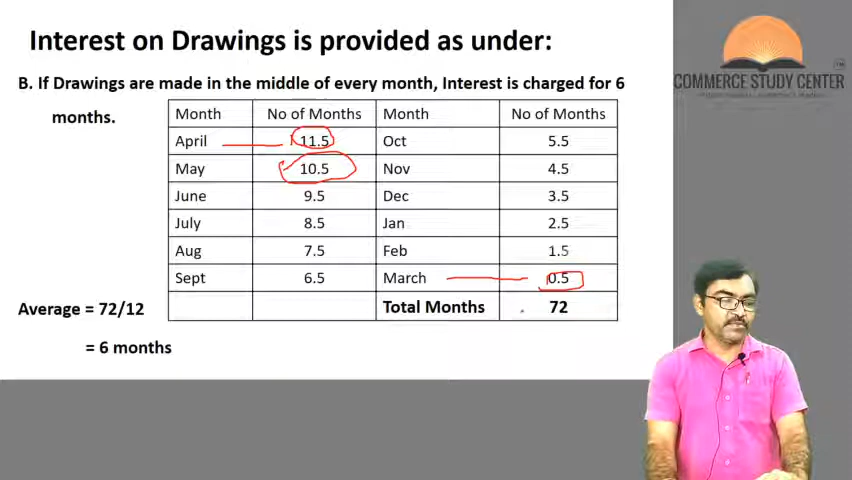 Interest on Drawings is provided as under:
COMMERCE STUDY CENTER
TM
B. If Drawings are made in the middle of every month, Interest is charged for 6
months.
Month No of Months Month No of Months
April 11.5 Oct 5.5
May 10.5 Nov 4.5
June 9.5 Dec 3.5
July 8.5 Jan 2.5
Aug 7.5 Feb 1.5
Sept 6.5 March 0.5
Average = 72/12 Total Months 72
= 6 months